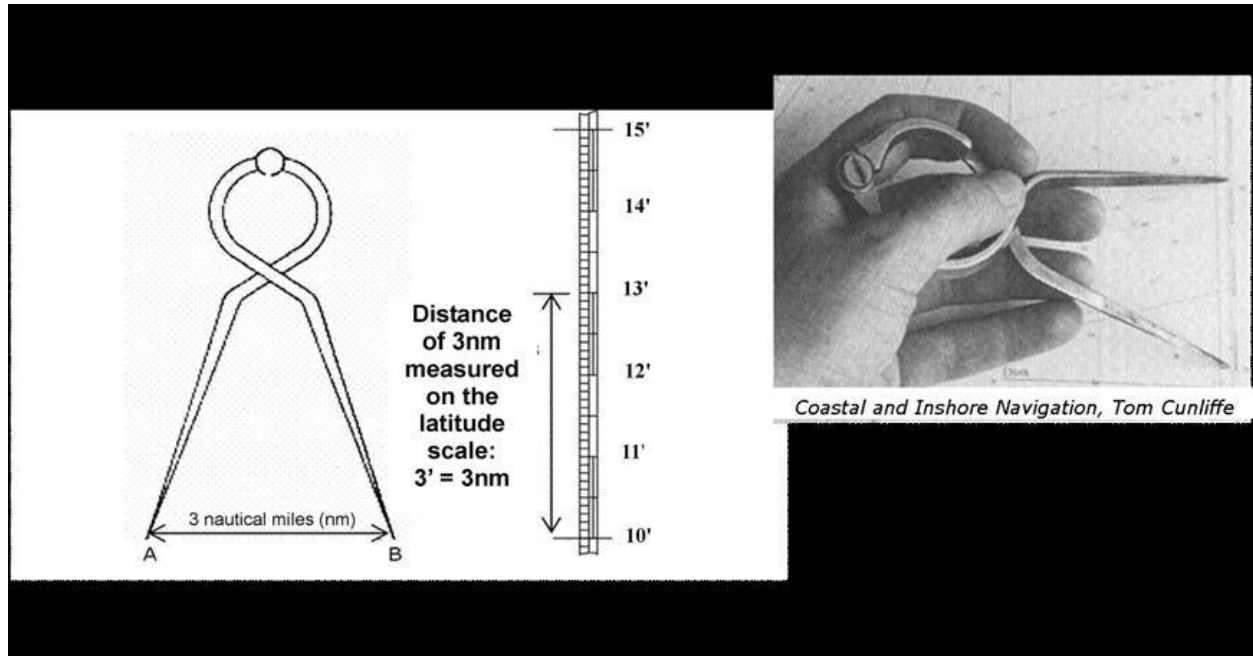 3 nautical miles (nm)
A
B
Distance
of 3nm
measured
on the
latitude
scale:
3’ = 3nm
15'
14'
13'
12'
11'
10'
Coastal and Inshore Navigation, Tom Cunliffe